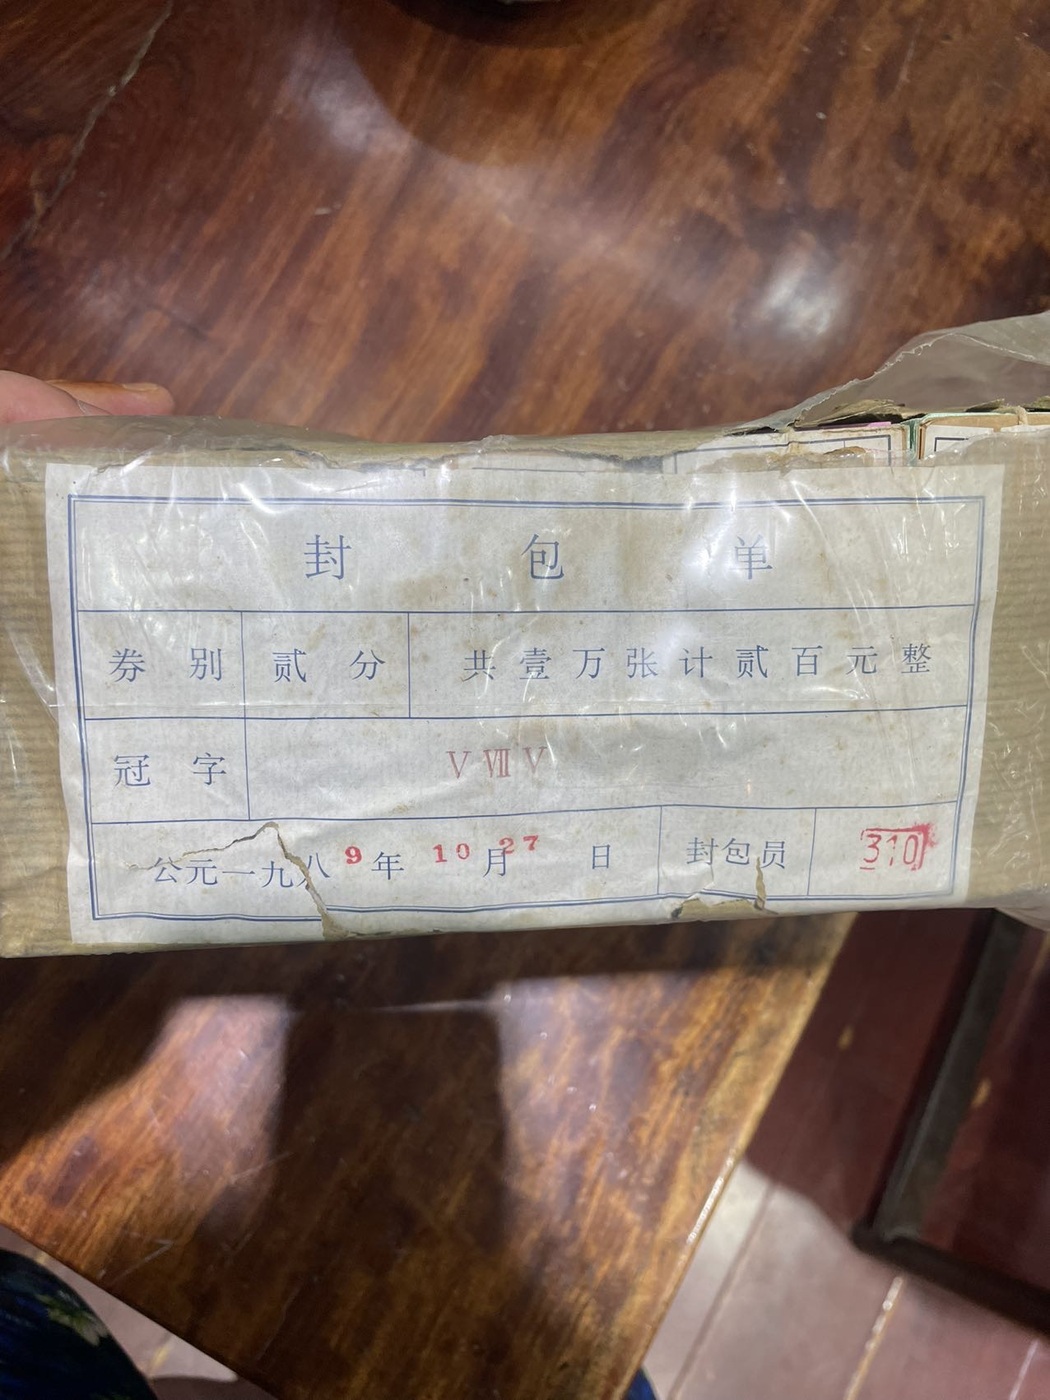 封包单
券别 贰分 共壹万张计贰百元整
冠字 V Ⅶ V
公元一九八9年10月27日 封包员 310